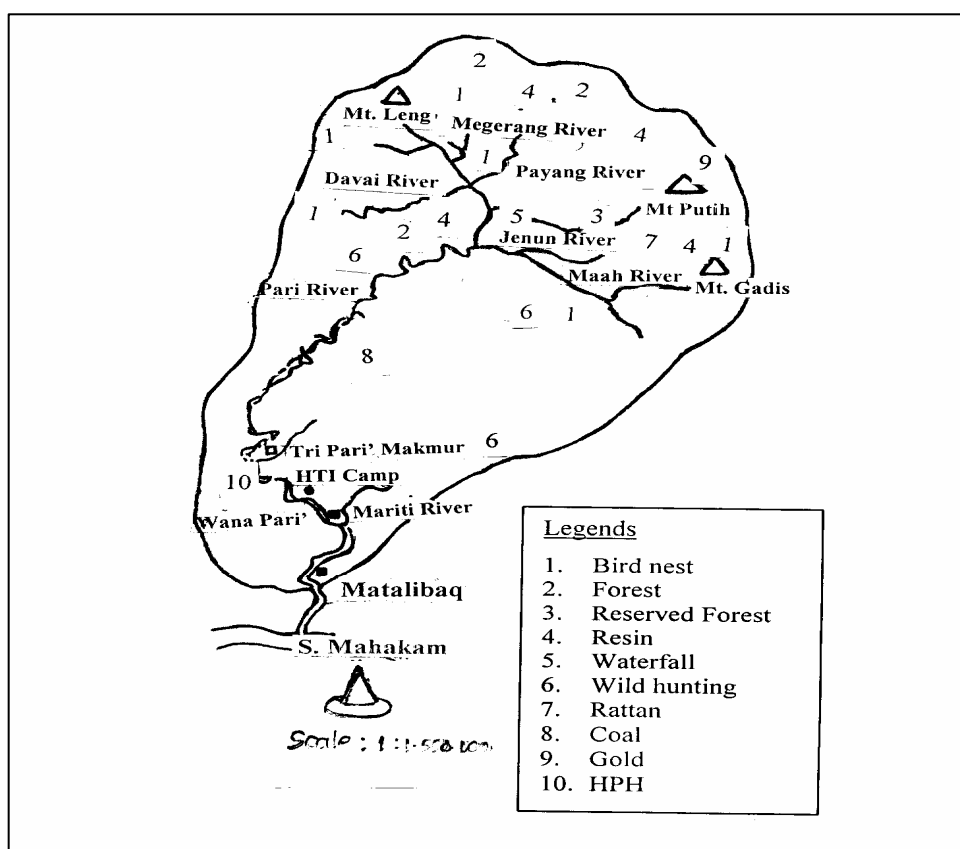 2
1 4 2
Mt. Leng'
Megerang River
1
4
1
9
Davai River
Payang River
1
2
4
5
3
Mt Putih
Jenun River
7 4 1
6
Pari River
Maah River
Mt. Gadis
6 1
8
Tri Pari' Makmur
6
10
HTI Camp
Wana Pari'
Mariti River
Matalibaq
S. Mahakam
Scale :
Legends
1. Bird nest
2. Forest
3. Reserved Forest
4. Resin
5. Waterfall
6. Wild hunting
7. Rattan
8. Coal
9. Gold
10. HPH